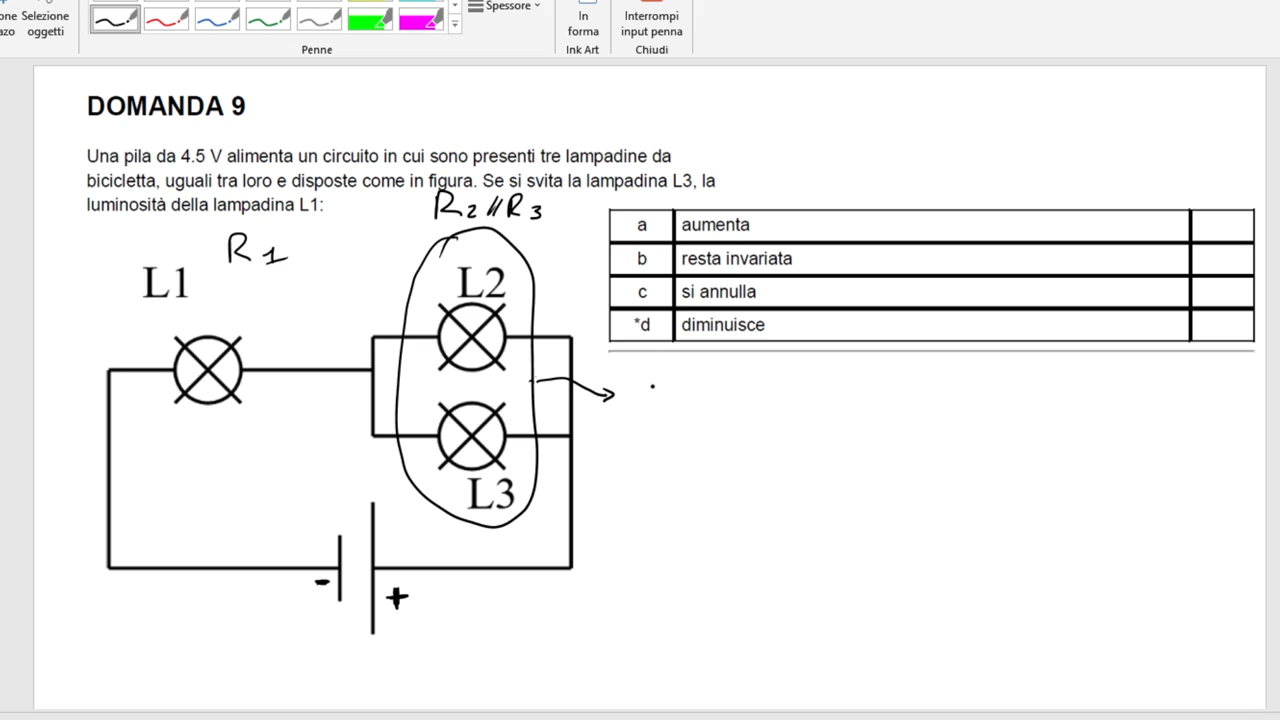 Selezione
oggetti
Spessore
Penne
In
forma
Ink Art
Interrompi
input penna
Chiudi
DOMANDA 9
Una pila da 4.5 V alimenta un circuito in cui sono presenti tre lampadine da
bicicletta, uguali tra loro e disposte come in figura. Se si svita la lampadina L3, la
luminosità della lampadina L1:
R2 // R3
R1
L1
L2
L3
- +
a aumenta
b resta invariata
c si annulla
*d diminuisce